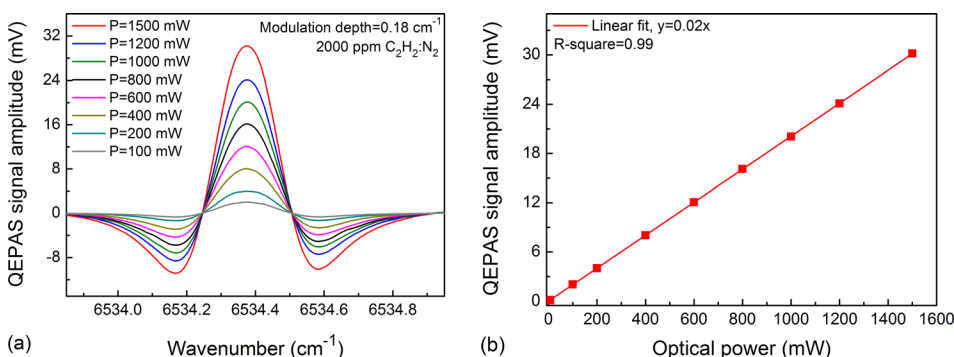 P=1500 mW
P=1200 mW
P=1000 mW
P=800 mW
P=600 mW
P=400 mW
P=200 mW
P=100 mW
Modulation depth=0.18 cm⁻¹
2000 ppm C₂H₂:N₂
QEPAS signal amplitude (mV)
32
24
16
8
0
-8
6534.0
6534.2
6534.4
6534.6
6534.8
Wavenumber (cm⁻¹)
(a)
Linear fit, y=0.02x
R-square=0.99
QEPAS signal amplitude (mV)
36
30
24
18
12
6
0
0
200
400
600
800
1000
1200
1400
1600
Optical power (mW)
(b)